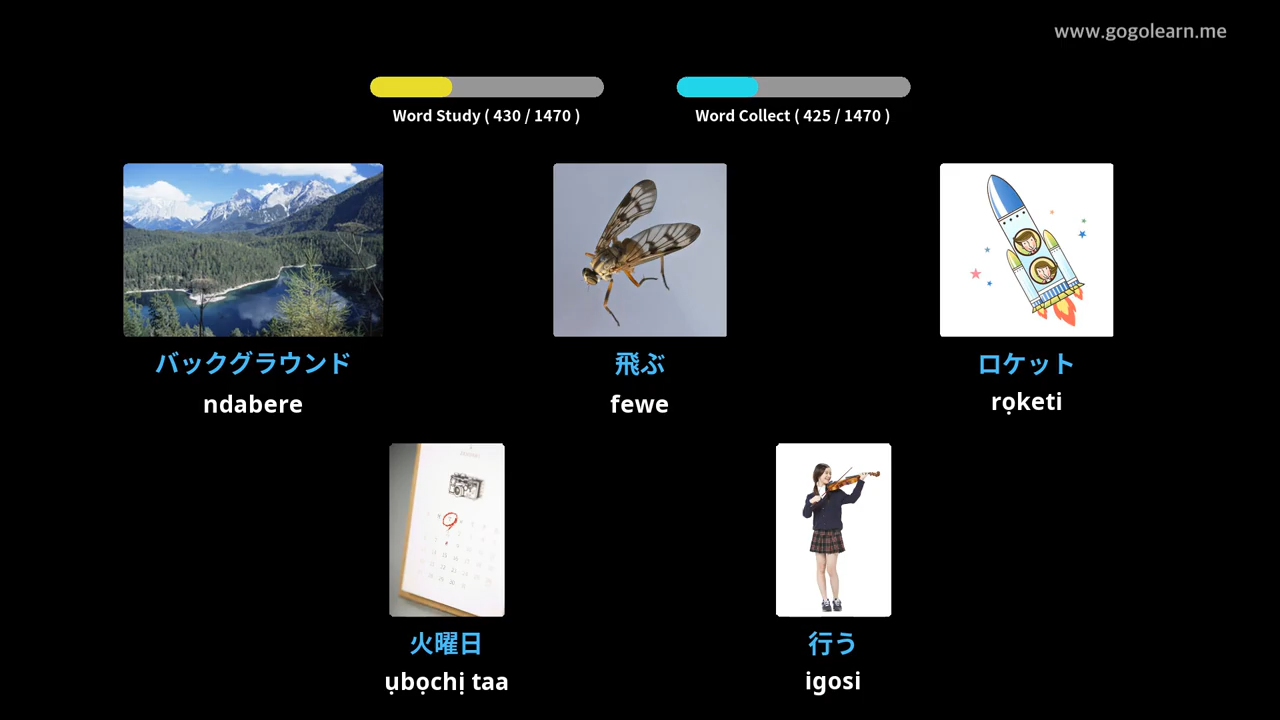 www.gogolearn.me
Word Study ( 430 / 1470 )
Word Collect ( 425 / 1470 )
バックグラウンド
ndabere
飛ぶ
fewe
ロケット
rọketi
火曜日
ụbọchị taa
行う
igosi